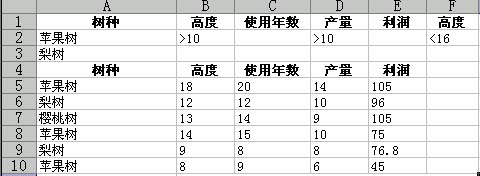 A B C D E F
1 树种 高度 使用年数 产量 利润 高度
2 苹果树 >10 >10 <16
3 梨树
4 树种 高度 使用年数 产量 利润
5 苹果树 18 20 14 105
6 梨树 12 12 10 96
7 樱桃树 13 14 9 105
8 苹果树 14 15 10 75
9 梨树 9 8 8 76.8
10 苹果树 8 9 6 45